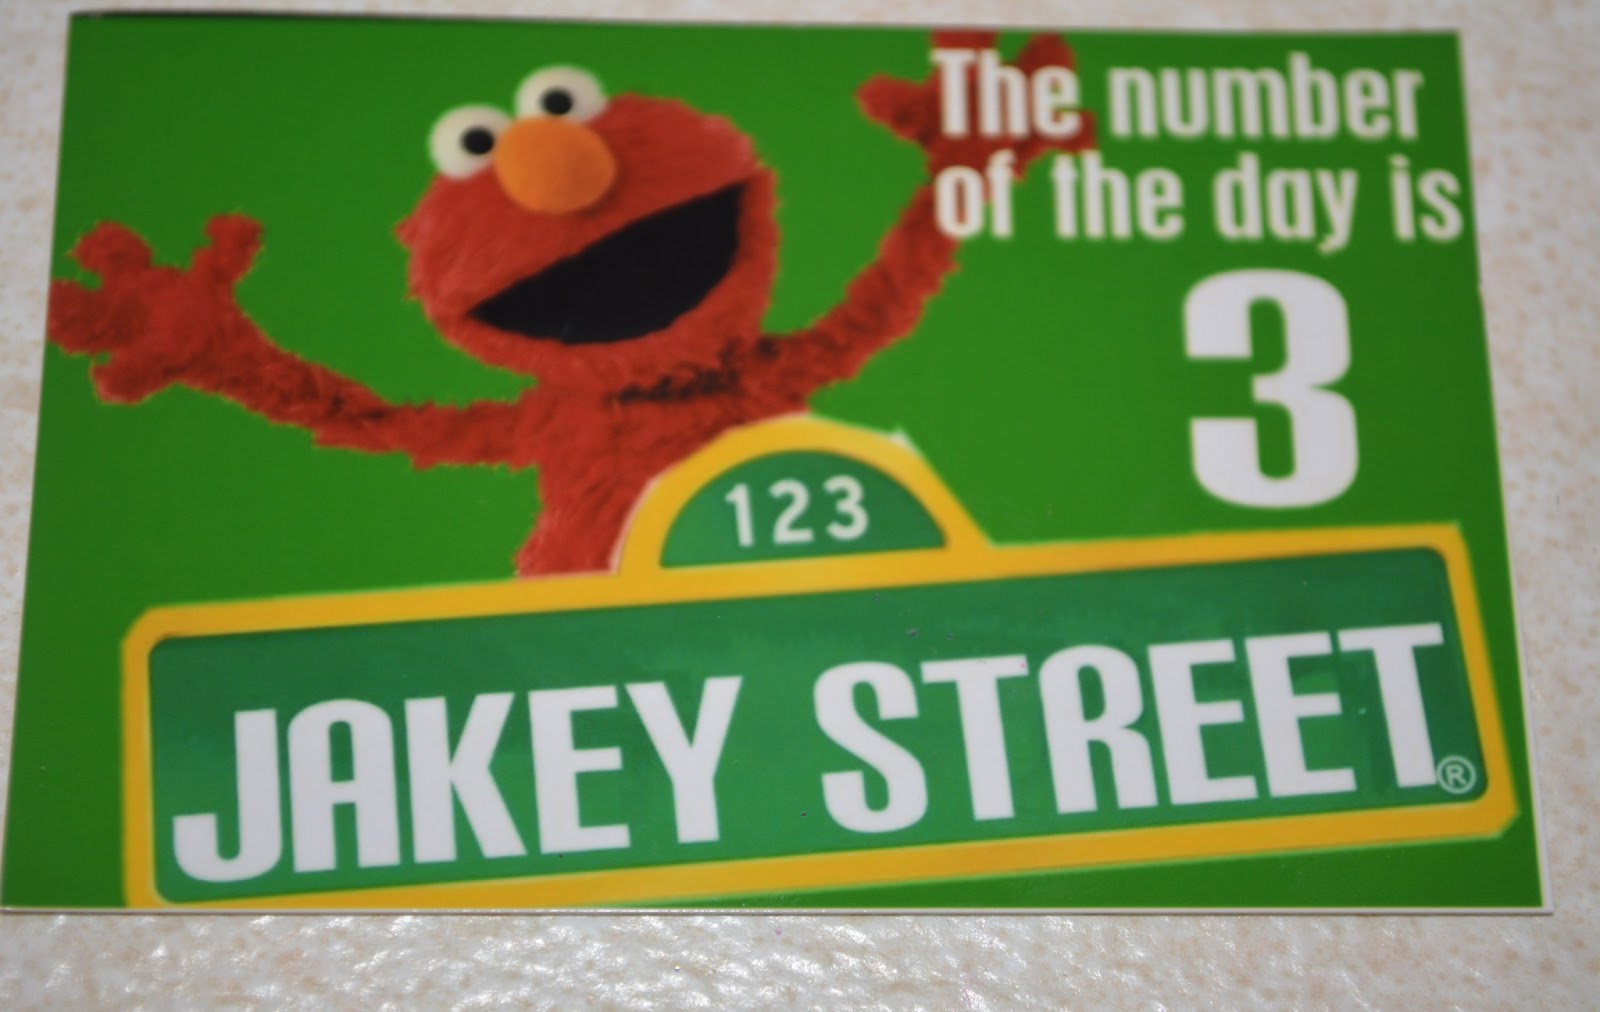 The number
of the day is
3
123
JAKEY STREET®